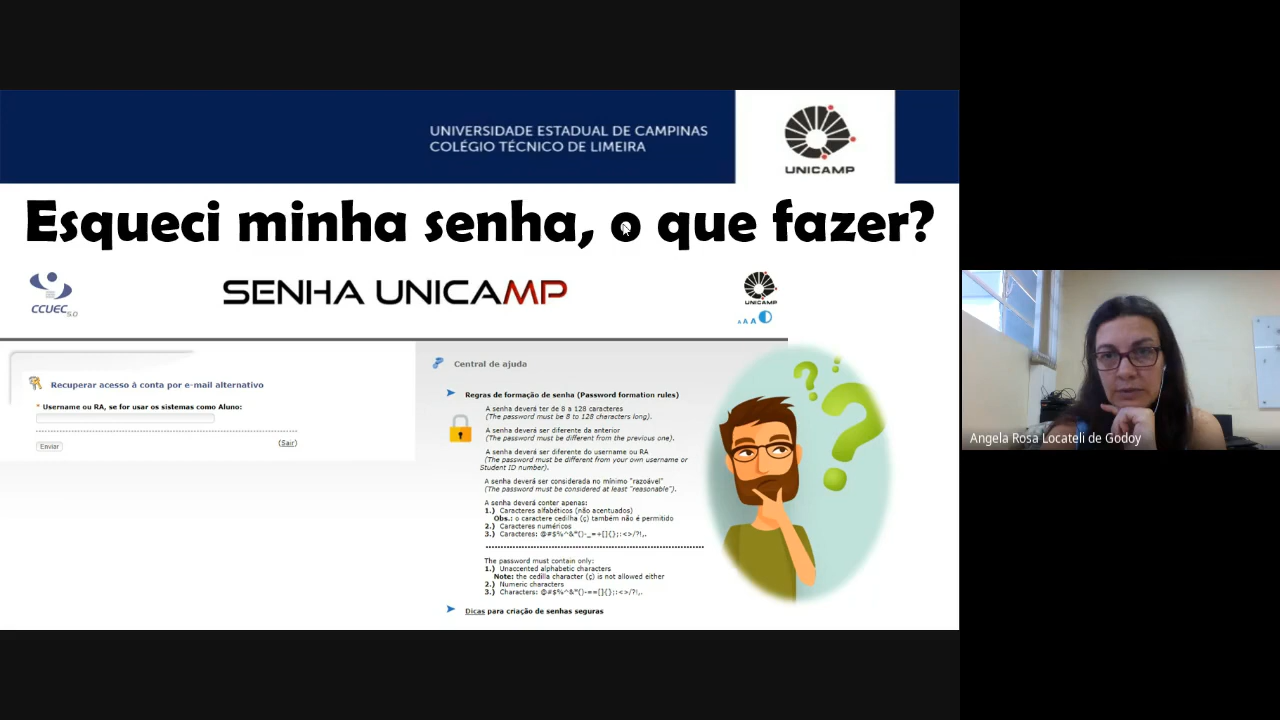 UNIVERSIDADE ESTADUAL DE CAMPINAS
COLÉGIO TÉCNICO DE LIMEIRA
UNICAMP
Esqueci minha senha, o que fazer?
CCUEC 5.0
SENHA UNICAMP
UNICAMP
A A A
Recuperar acesso à conta por e-mail alternativo
* Username ou RA, se for usar os sistemas como Aluno:
Enviar
(Sair)
Central de ajuda
Regras de formação de senha (Password formation rules)
A senha deverá ter de 8 a 128 caracteres
(The password must be 8 to 128 characters long).
A senha deverá ser diferente da anterior
(The password must be different from the previous one).
A senha deverá ser diferente do username ou RA
(The password must be different from your own username or
Student ID number).
A senha deverá ser considerada no mínimo "razoável"
(The password must be considered at least "reasonable").
A senha deverá conter apenas:
1.) Caracteres alfabéticos (não acentuados)
Obs.: o caractere cedilha (ç) também não é permitido
2.) Caracteres numéricos
3.) Caracteres: @#$%^&*()-_=+[]{};:<>/?!,.
The password must contain only:
1.) Unaccented alphabetic characters
Note: the cedilla character (ç) is not allowed either
2.) Numeric characters
3.) Characters: @#$%^&*()-==[]{};:<>/?!,.
Dicas para criação de senhas seguras
Angela Rosa Locateli de Godoy